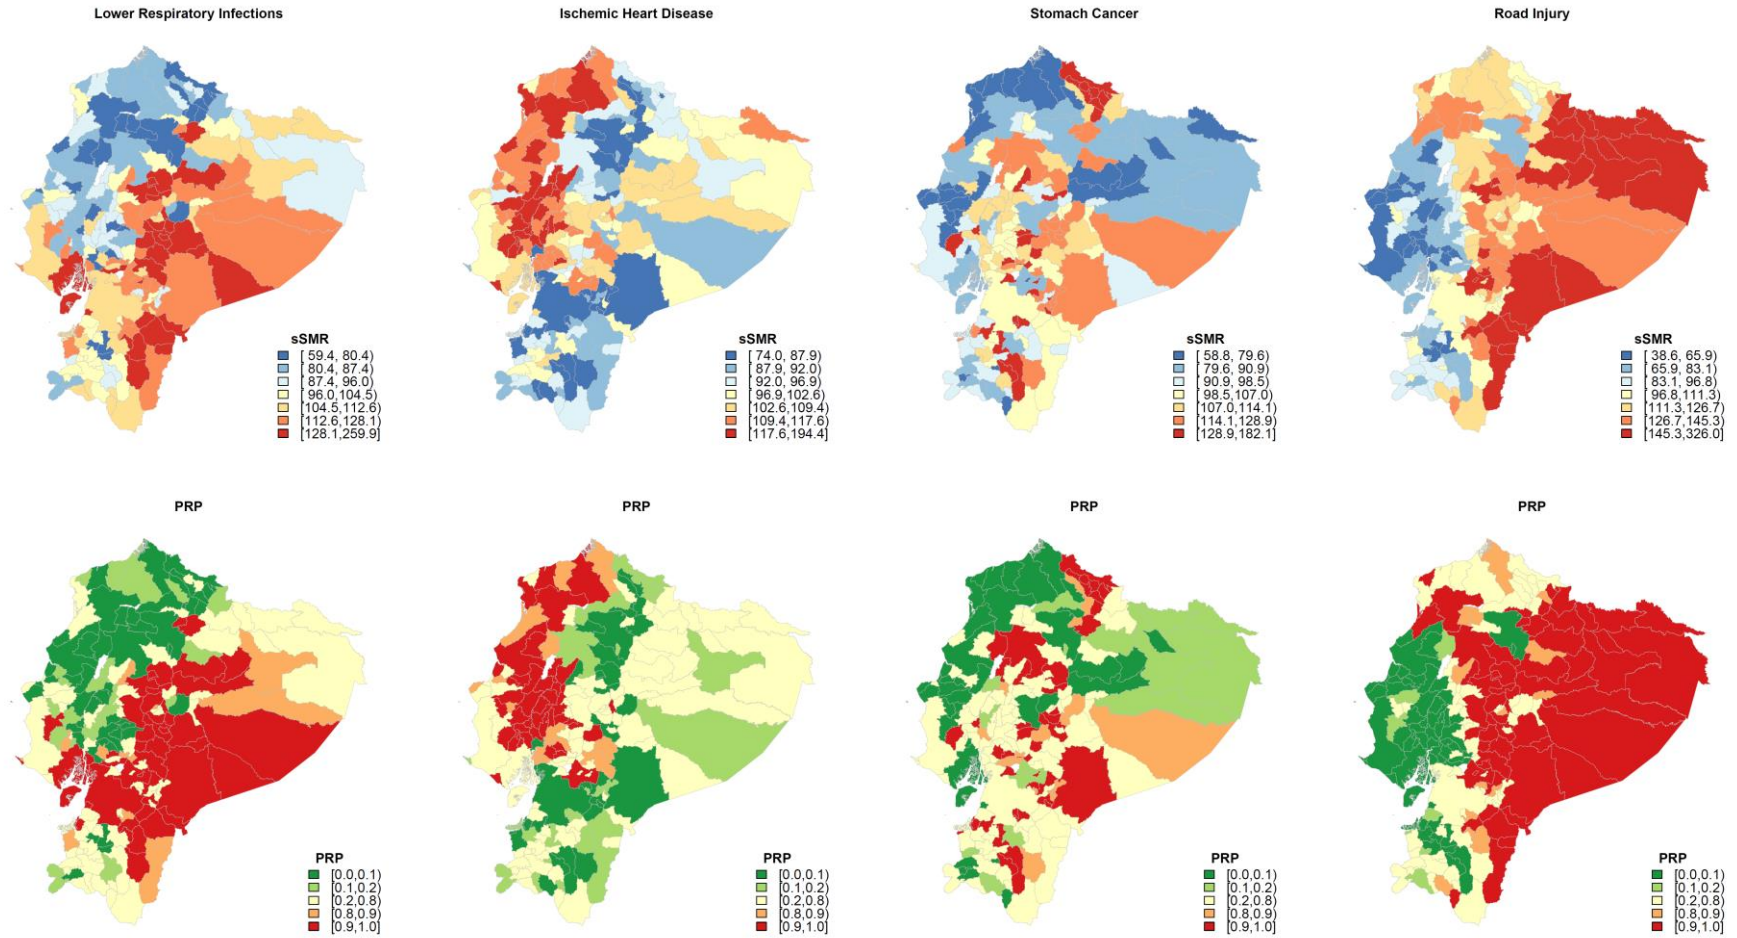 Lower Respiratory Infections
Ischemic Heart Disease
Stomach Cancer
Road Injury
sSMR
[ 59.4, 80.4)
[ 80.4, 87.4)
[ 87.4, 96.0)
[ 96.0,104.5)
[104.5,112.6)
[112.6,128.1)
[128.1,259.9]
sSMR
[ 74.0, 87.9)
[ 87.9, 92.0)
[ 92.0, 96.9)
[ 96.9,102.6)
[102.6,109.4)
[109.4,117.6)
[117.6,194.4]
sSMR
[ 58.8, 79.6)
[ 79.6, 90.9)
[ 90.9, 98.5)
[ 98.5,107.0)
[107.0,114.1)
[114.1,128.9)
[128.9,182.1]
sSMR
[ 38.6, 65.9)
[ 65.9, 83.1)
[ 83.1, 96.8)
[ 96.8,111.3)
[111.3,126.7)
[126.7,145.3)
[145.3,326.0]
PRP
PRP
PRP
PRP
PRP
[0.0,0.1)
[0.1,0.2)
[0.2,0.8)
[0.8,0.9)
[0.9,1.0]
PRP
[0.0,0.1)
[0.1,0.2)
[0.2,0.8)
[0.8,0.9)
[0.9,1.0]
PRP
[0.0,0.1)
[0.1,0.2)
[0.2,0.8)
[0.8,0.9)
[0.9,1.0]
PRP
[0.0,0.1)
[0.1,0.2)
[0.2,0.8)
[0.8,0.9)
[0.9,1.0]